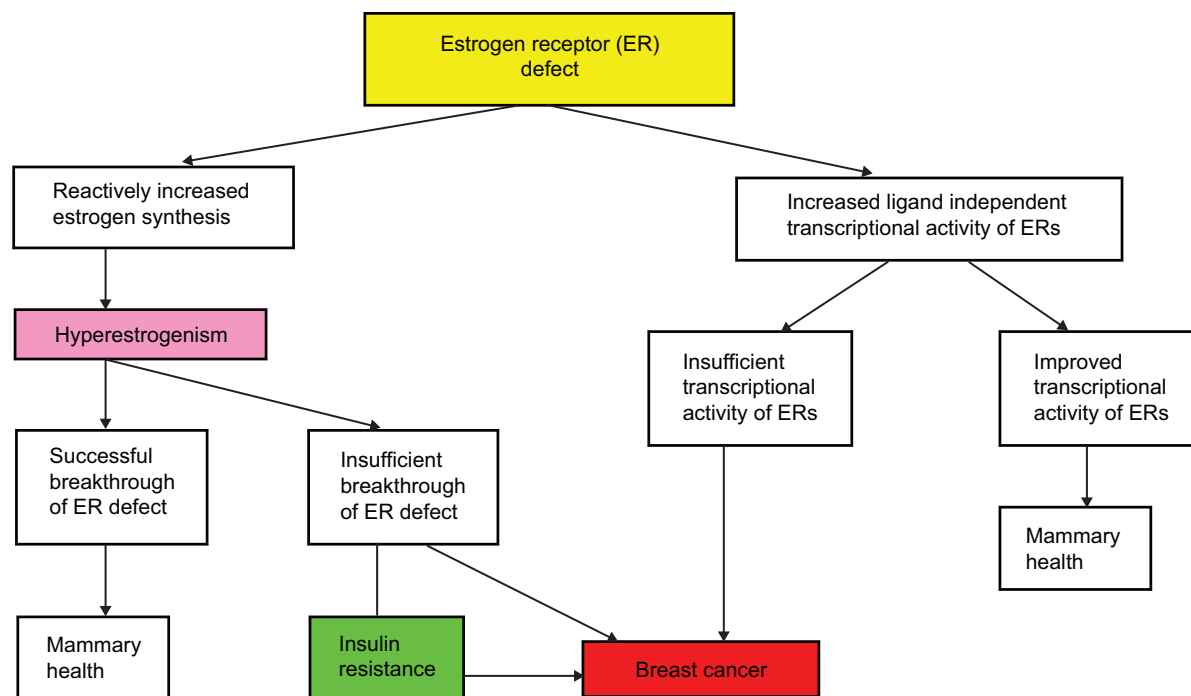 Estrogen receptor (ER)
defect
Reactively increased
estrogen synthesis
Increased ligand independent
transcriptional activity of ERs
Hyperestrogenism
Insufficient
transcriptional
activity of ERs
Improved
transcriptional
activity of ERs
Successful
breakthrough
of ER defect
Insufficient
breakthrough
of ER defect
Mammary
health
Mammary
health
Insulin
resistance
Breast cancer